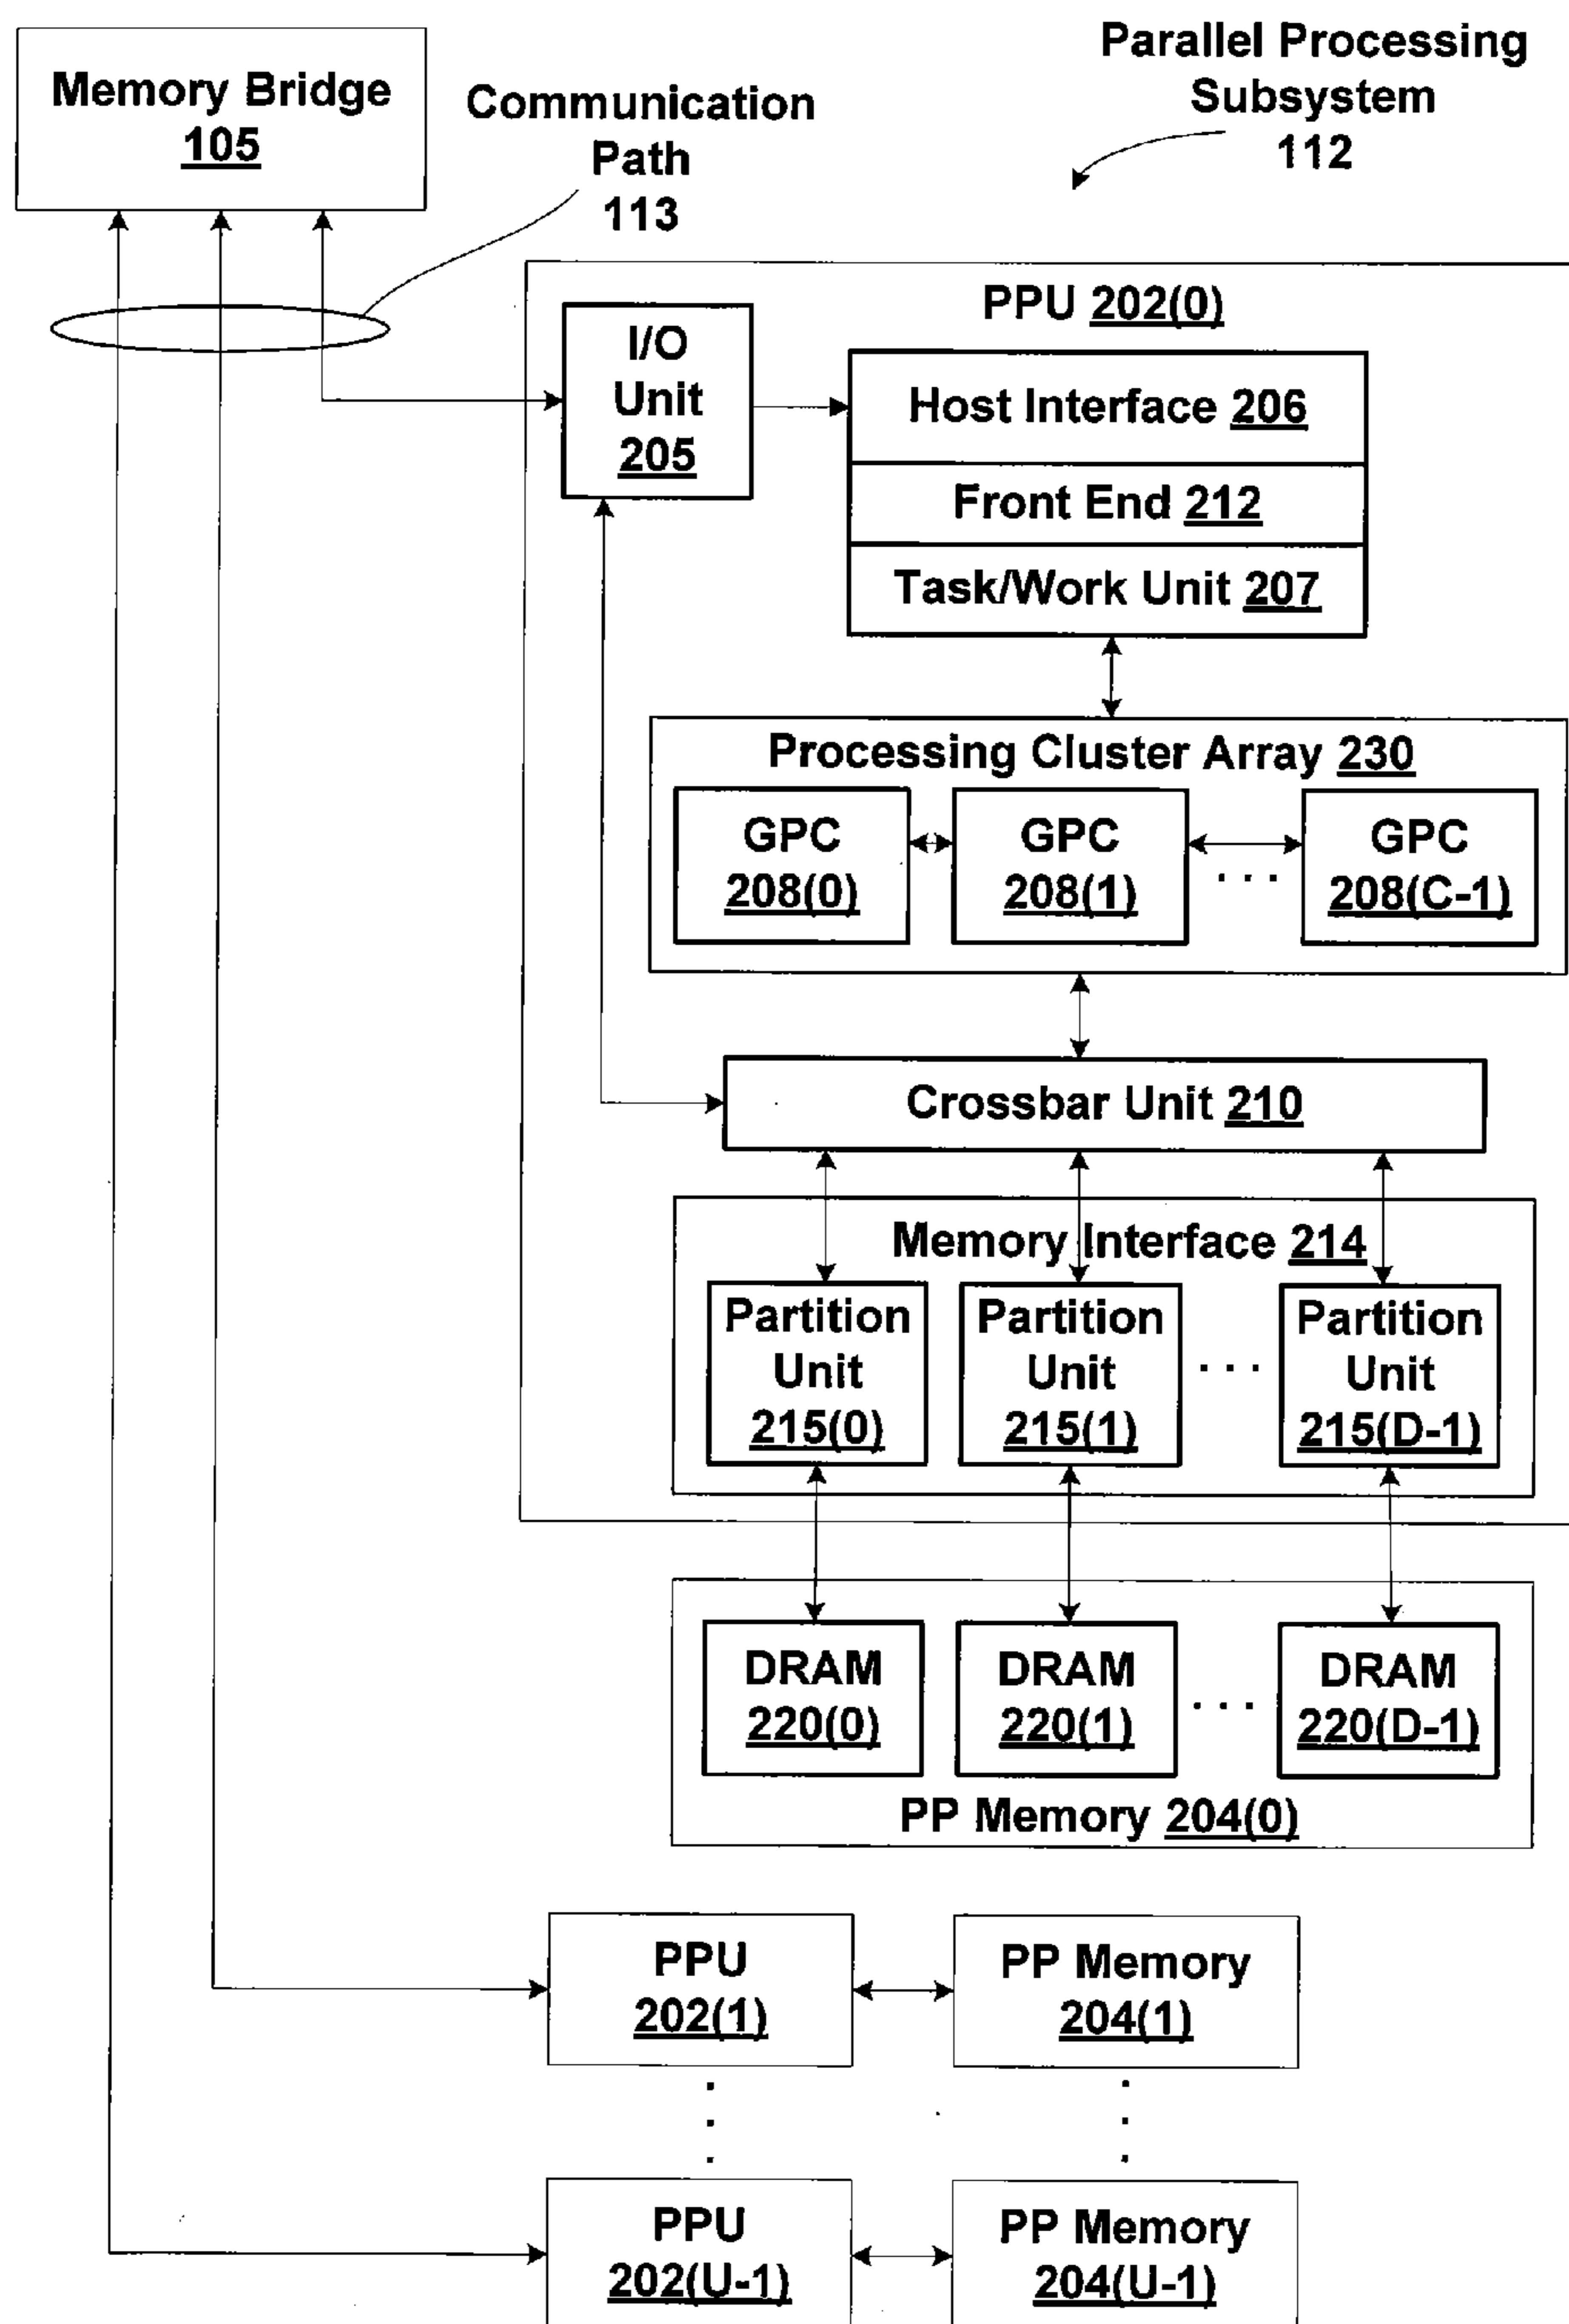 Memory Bridge
105
Communication
Path
113
Parallel Processing
Subsystem
112
PPU 202(0)
I/O
Unit
205
Host Interface 206
Front End 212
Task/Work Unit 207
Processing Cluster Array 230
GPC
208(0)
GPC
208(1)
. . .
GPC
208(C-1)
Crossbar Unit 210
Memory Interface 214
Partition
Unit
215(0)
Partition
Unit
215(1)
. . .
Partition
Unit
215(D-1)
DRAM
220(0)
DRAM
220(1)
. . .
DRAM
220(D-1)
PP Memory 204(0)
PPU
202(1)
PP Memory
204(1)
PPU
202(U-1)
PP Memory
204(U-1)